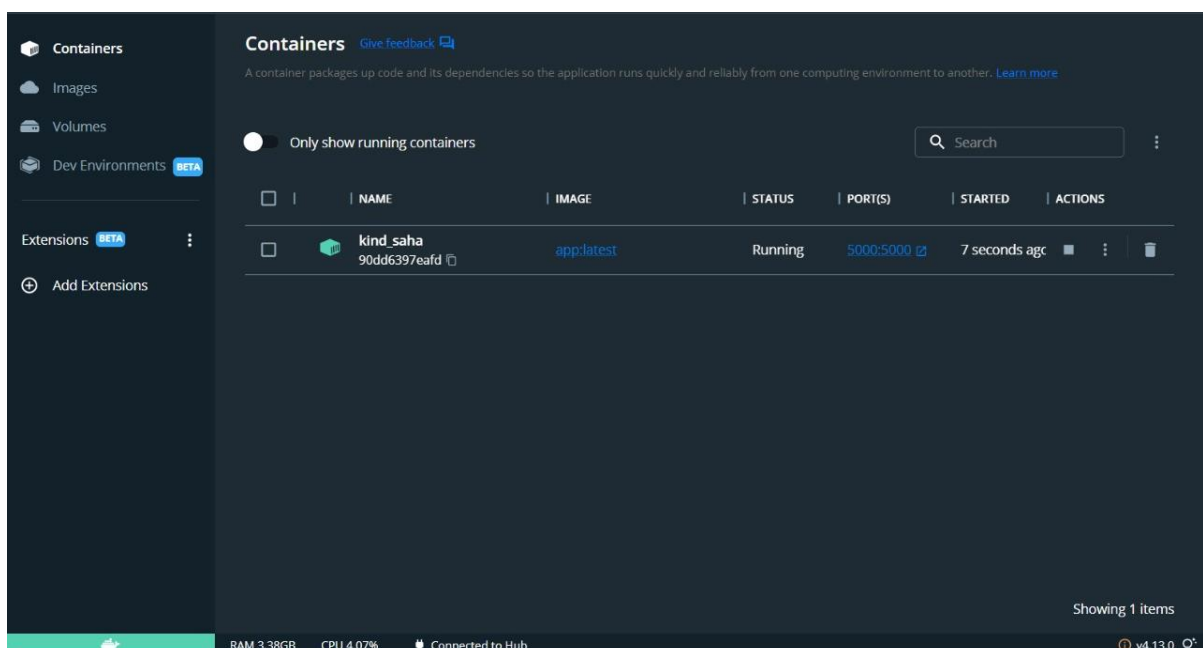 Containers
Images
Volumes
Dev Environments BETA
Extensions BETA
Add Extensions
Containers Give feedback
A container packages up code and its dependencies so the application runs quickly and reliably from one computing environment to another. Learn more
Only show running containers
Search
NAME IMAGE STATUS PORT(S) STARTED ACTIONS
kind_saha app:latest Running 5000:5000 7 seconds agc
90dd6397eafd
Showing 1 items
RAM 3.38GB CPU 4.07% Connected to Hub v4.13.0